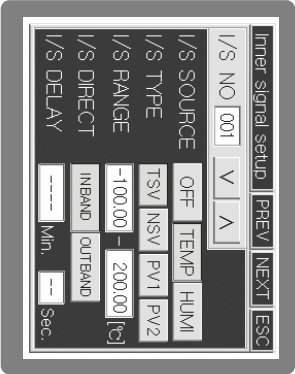 Inner signal setup PREV NEXT ESC
I/S NO 001
I/S SOURCE OFF TEMP HUMI
I/S TYPE TSV NSV PV1 PV2
I/S RANGE -100.00 - 200.00 [℃]
I/S DIRECT INBAND OUTBAND
I/S DELAY ---- Min. -- Sec.